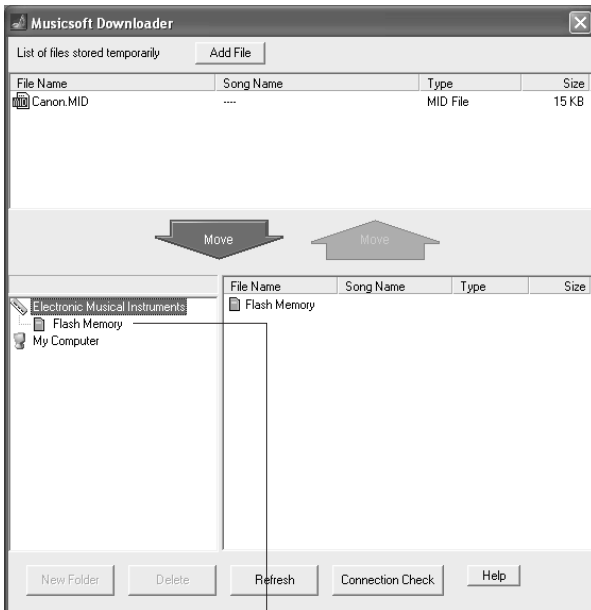 Musicsoft Downloader
List of files stored temporarily Add File
File Name Song Name Type Size
Canon.MID ---- MID File 15 KB
Move Move
File Name Song Name Type Size
Electronic Musical Instruments Flash Memory
Flash Memory
My Computer
New Folder Delete Refresh Connection Check Help